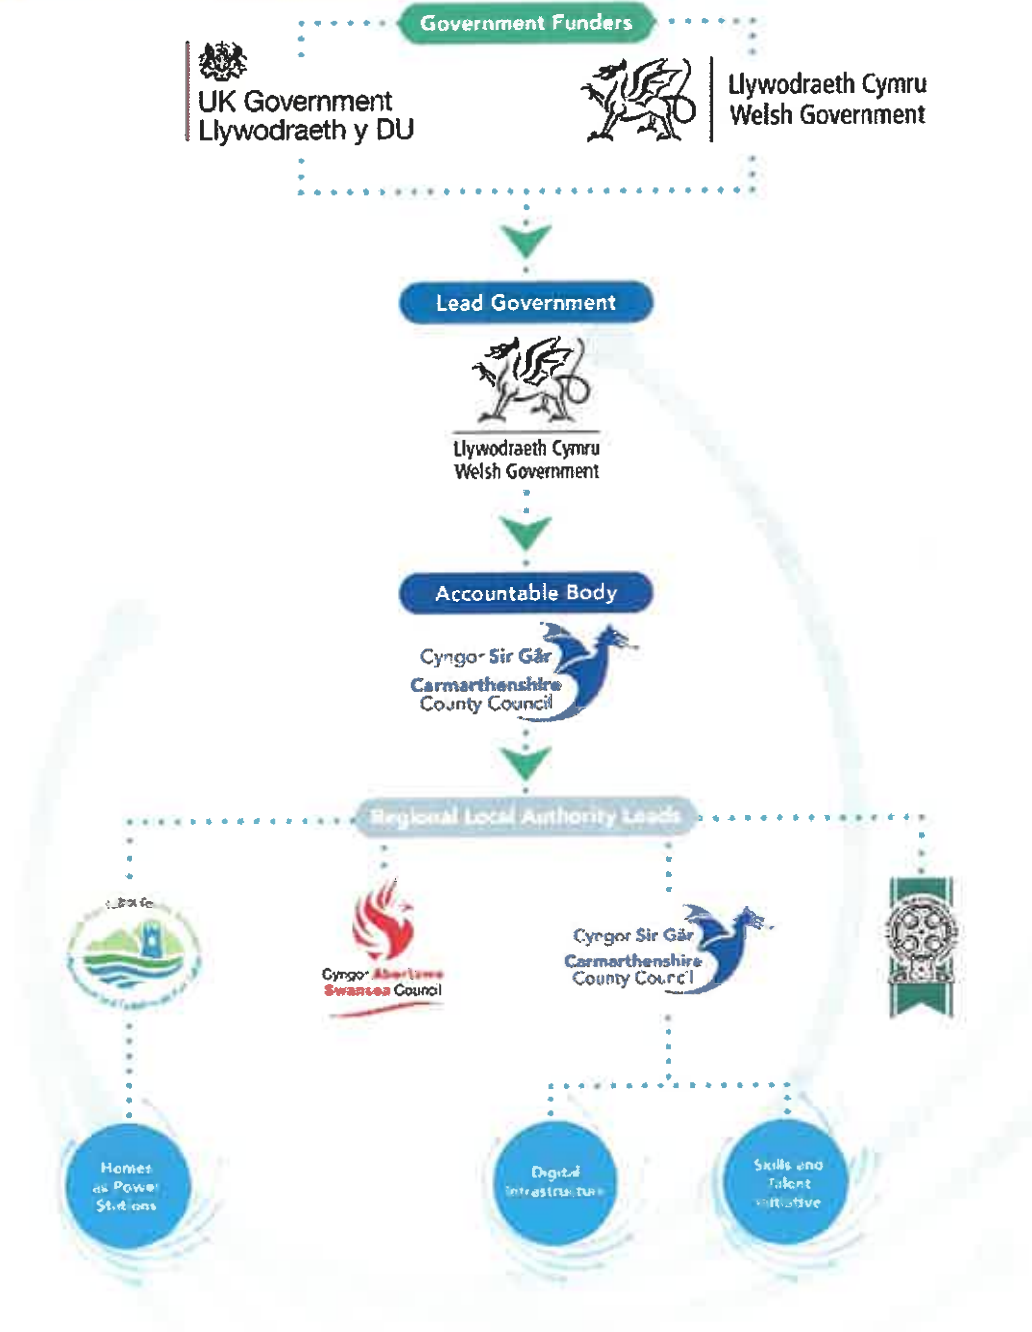 Government Funders
UK Government
Llywodraeth y DU
Llywodraeth Cymru
Welsh Government
Lead Government
Llywodraeth Cymru
Welsh Government
Accountable Body
Cyngor Sir Gâr
Carmarthenshire
County Council
Regional Local Authority Leads
Cyngor Abertawe
Swansea Council
Cyngor Sir Gâr
Carmarthenshire
County Council
Homes
as Power
Stations
Digital
Infrastructure
Skills and
Talent
Initiative